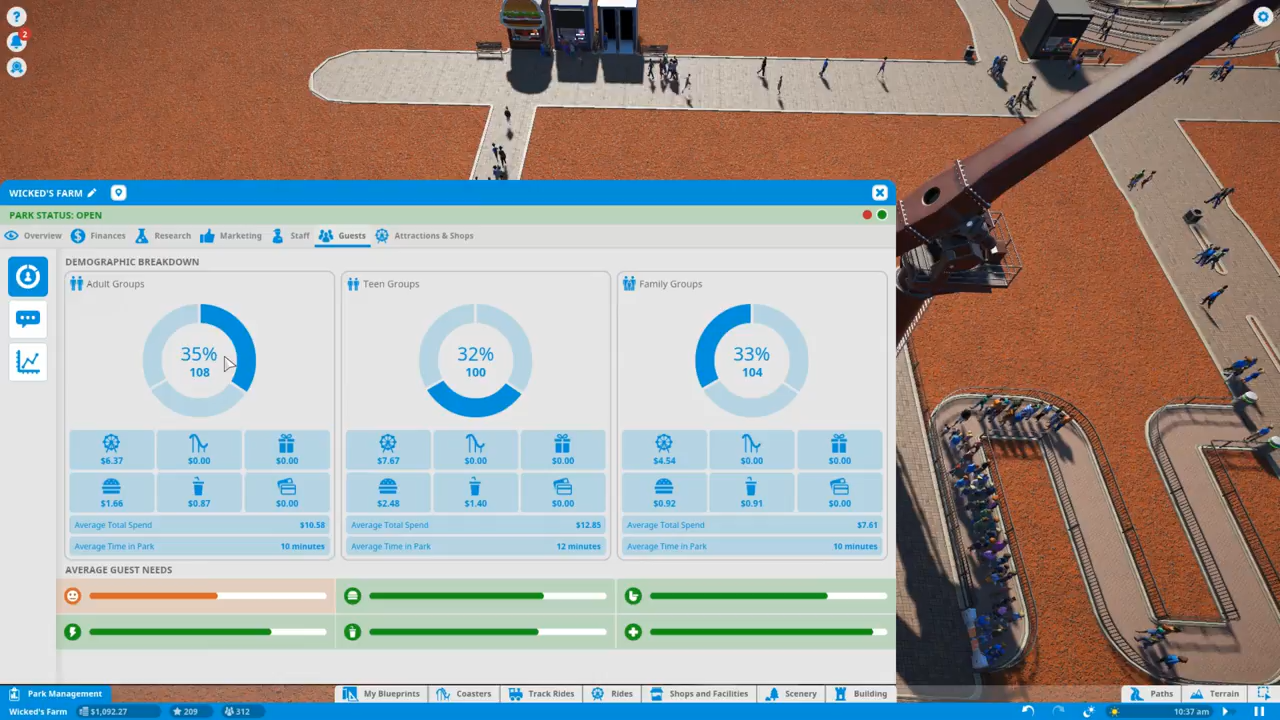 ?
2
WICKED'S FARM
PARK STATUS: OPEN
Overview Finances Research Marketing Staff Guests Attractions & Shops
DEMOGRAPHIC BREAKDOWN
Adult Groups
35%
108
$6.37 $0.00 $0.00
$1.66 $0.87 $0.00
Average Total Spend $10.58
Average Time in Park 10 minutes
Teen Groups
32%
100
$7.67 $0.00 $0.00
$2.48 $1.40 $0.00
Average Total Spend $12.85
Average Time in Park 12 minutes
Family Groups
33%
104
$4.54 $0.00 $0.00
$0.92 $0.91 $0.00
Average Total Spend $7.61
Average Time in Park 10 minutes
AVERAGE GUEST NEEDS
Park Management My Blueprints Coasters Track Rides Rides Shops and Facilities Scenery Building Paths Terrain
Wicked's Farm $1,092.27 209 312 10:37 am